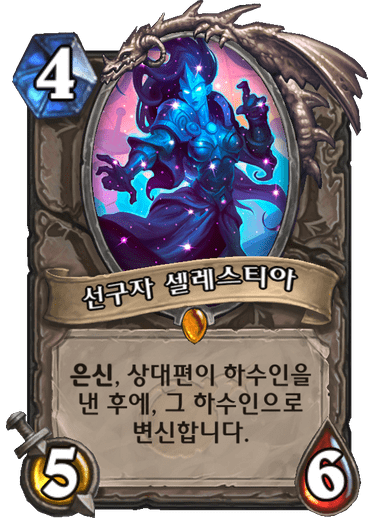 4
선구자 셀레스티아
은신, 상대편이 하수인을
낸 후에, 그 하수인으로
변신합니다.
5
6